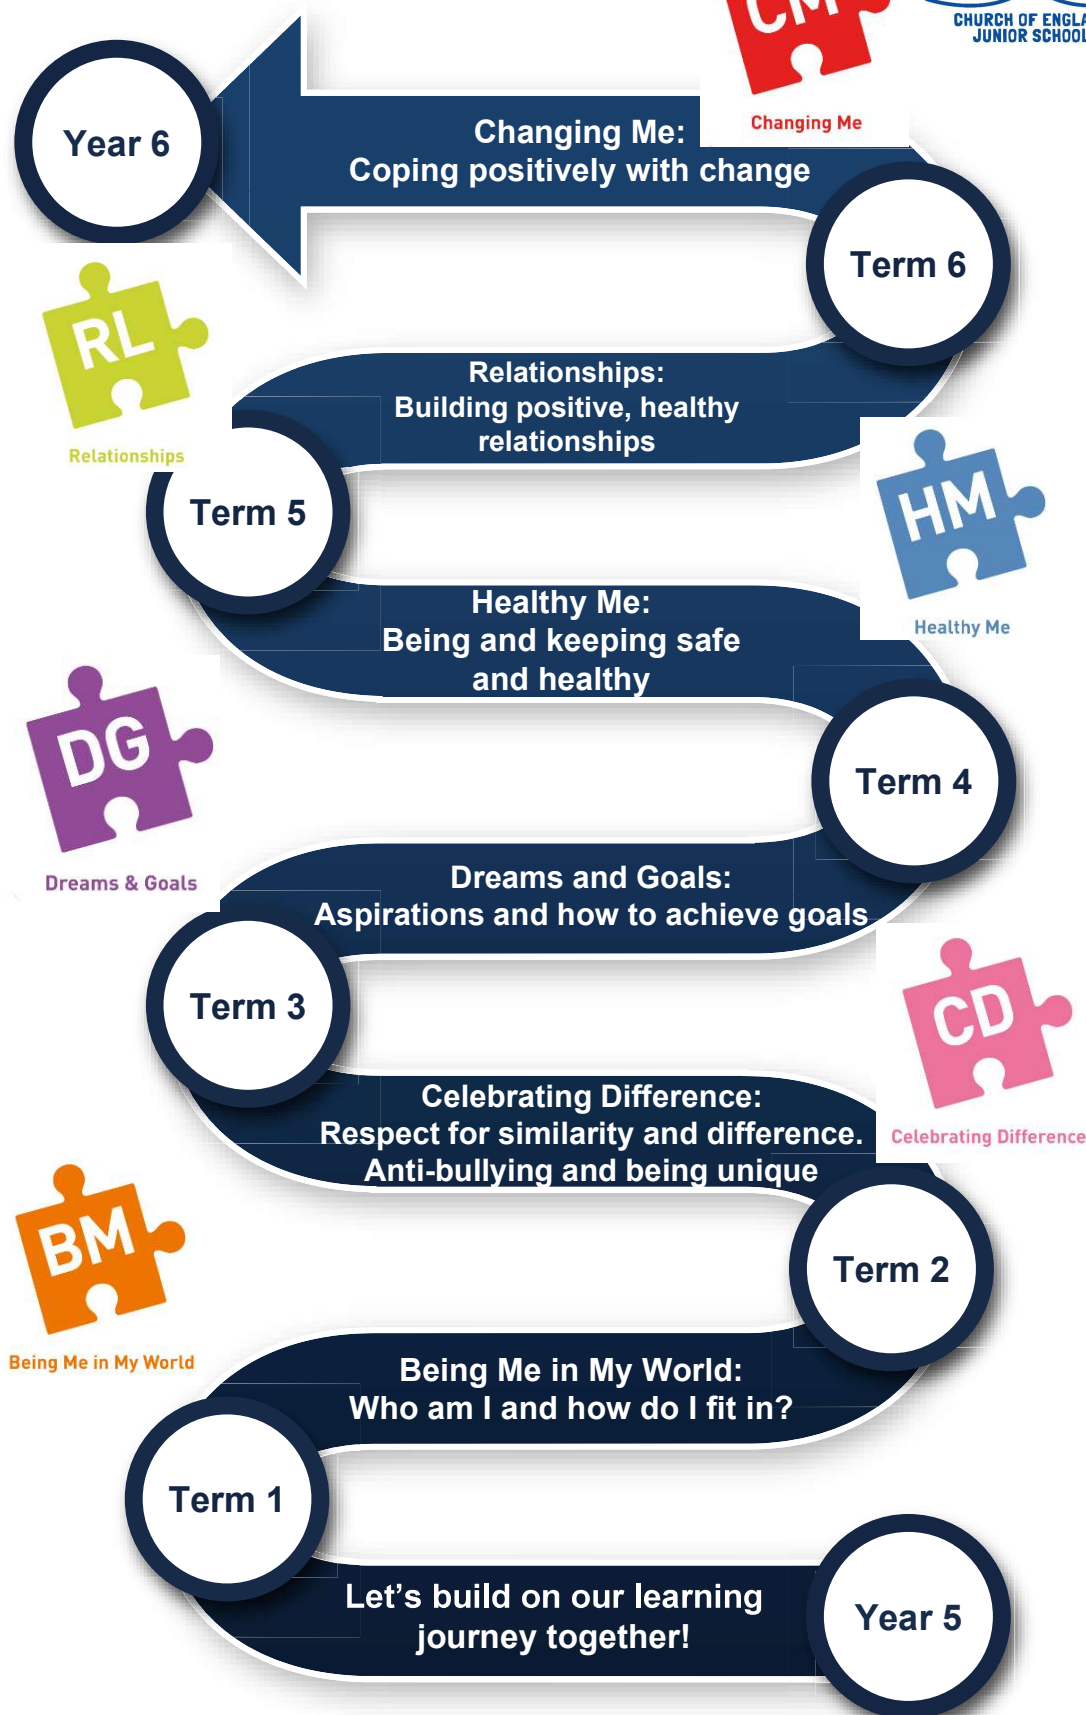 CM
CHURCH OF ENGLA
JUNIOR SCHOOL
Changing Me
Year 6
Changing Me:
Coping positively with change
Term 6
RL
Relationships
Relationships:
Building positive, healthy
relationships
HM
Healthy Me
Term 5
Healthy Me:
Being and keeping safe
and healthy
DG
Dreams & Goals
Term 4
Dreams and Goals:
Aspirations and how to achieve goals
CD
Celebrating Difference
Term 3
Celebrating Difference:
Respect for similarity and difference.
Anti-bullying and being unique
BM
Being Me in My World
Term 2
Being Me in My World:
Who am I and how do I fit in?
Term 1
Let's build on our learning
journey together!
Year 5